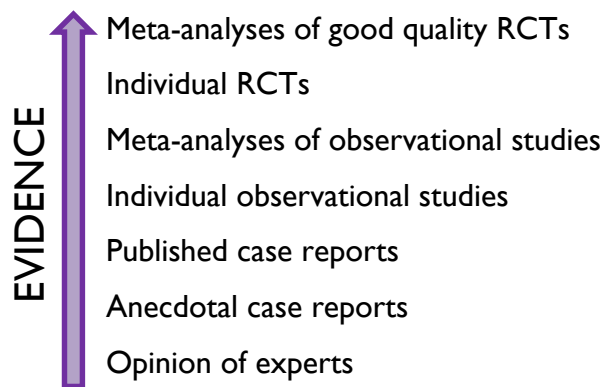 Meta-analyses of good quality RCTs
Individual RCTs
Meta-analyses of observational studies
Individual observational studies
Published case reports
Anecdotal case reports
Opinion of experts
EVIDENCE